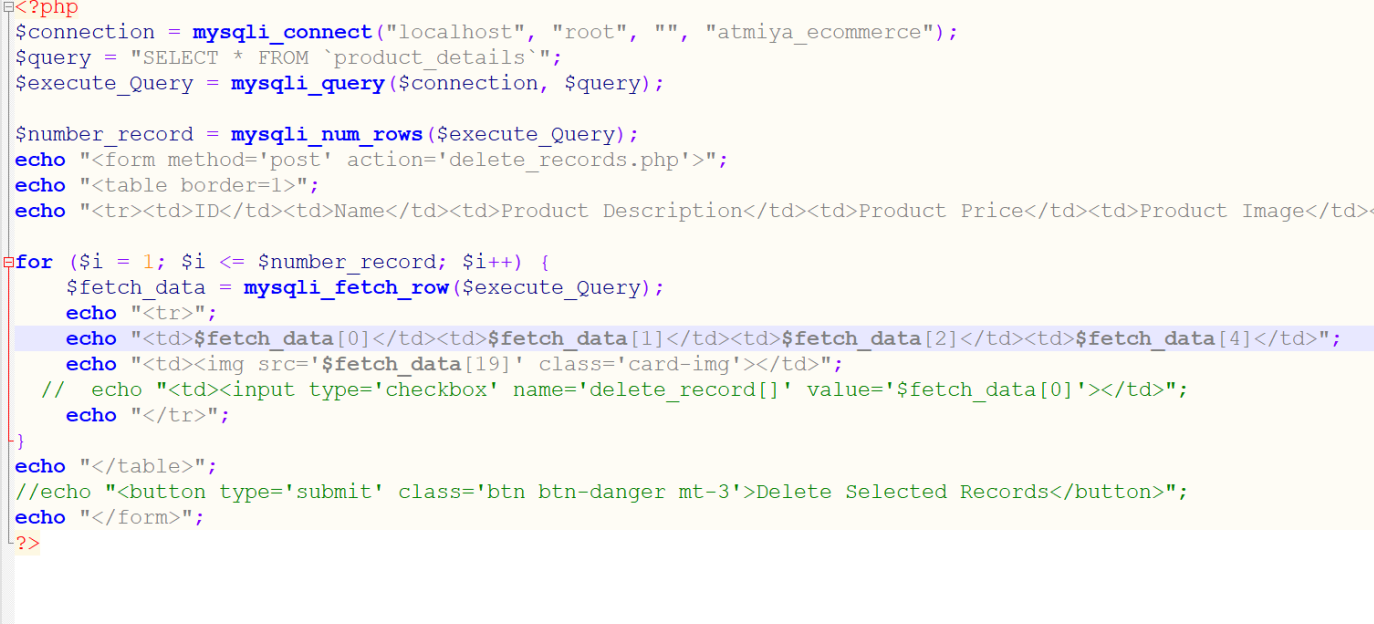 <?php
$connection = mysqli_connect("localhost", "root", "", "atmiya_ecommerce");
$query = "SELECT * FROM `product_details`";
$execute_Query = mysqli_query($connection, $query);
$number_record = mysqli_num_rows($execute_Query);
echo "<form method='post' action='delete_records.php'>";
echo "<table border=1>";
echo "<tr><td>ID</td><td>Name</td><td>Product Description</td><td>Product Price</td><td>Product Image</td><
for ($i = 1; $i <= $number_record; $i++) {
    $fetch_data = mysqli_fetch_row($execute_Query);
    echo "<tr>";
    echo "<td>$fetch_data[0]</td><td>$fetch_data[1]</td><td>$fetch_data[2]</td><td>$fetch_data[4]</td>";
    echo "<td><img src='$fetch_data[19]' class='card-img'></td>";
  //  echo "<td><input type='checkbox' name='delete_record[]' value='$fetch_data[0]'></td>";
    echo "</tr>";
}
echo "</table>";
//echo "<button type='submit' class='btn btn-danger mt-3'>Delete Selected Records</button>";
echo "</form>";
?>